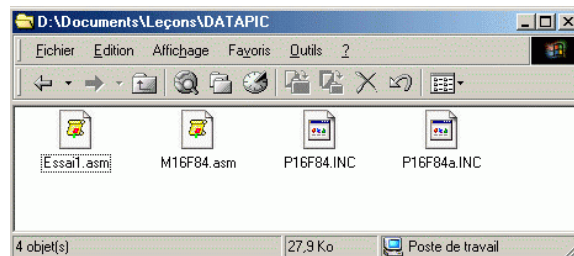 D:\Documents\Leçons\DATAPIC
Fichier Edition Affichage Favoris Outils ?
Essai1.asm M16F84.asm P16F84.INC P16F84a.INC
4 objet(s) 27,9 Ko Poste de travail